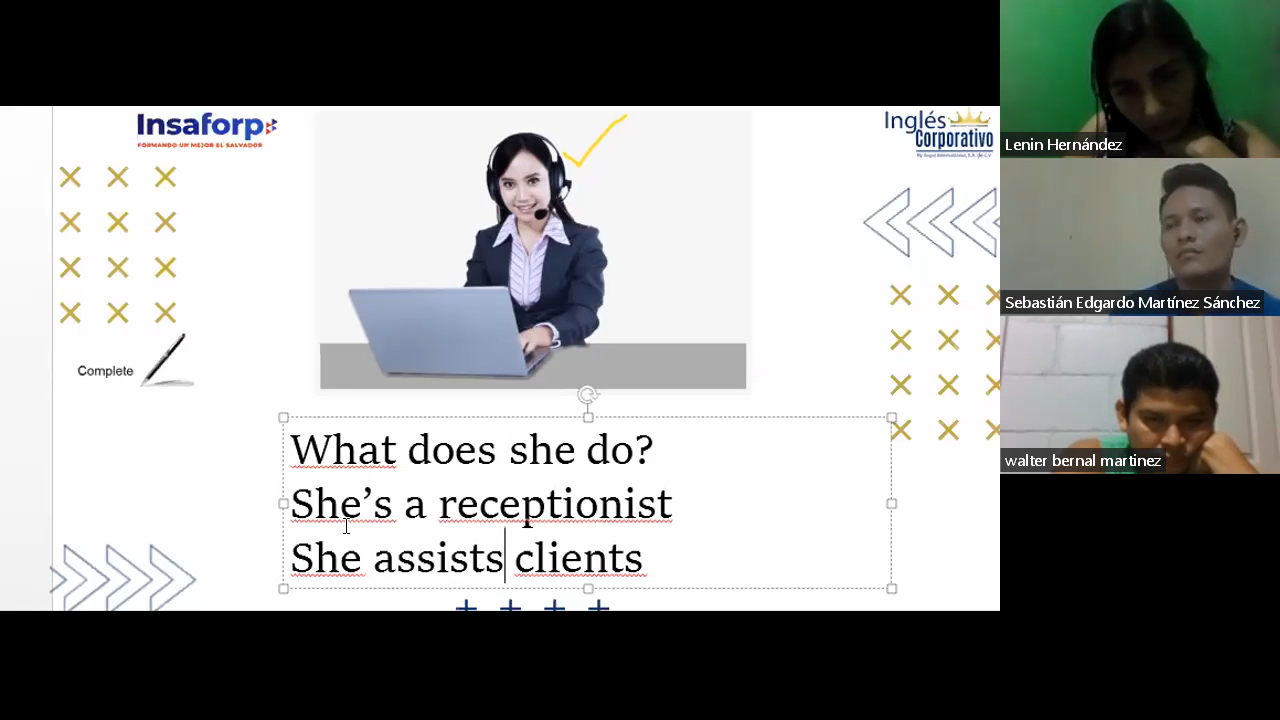 Insaforp
FORMANDO UN MEJOR EL SALVADOR
Inglés
Corporativo
Complete
What does she do?
She’s a receptionist
She assists clients
Lenin Hernández
Sebastián Edgardo Martínez Sánchez
walter bernal martinez